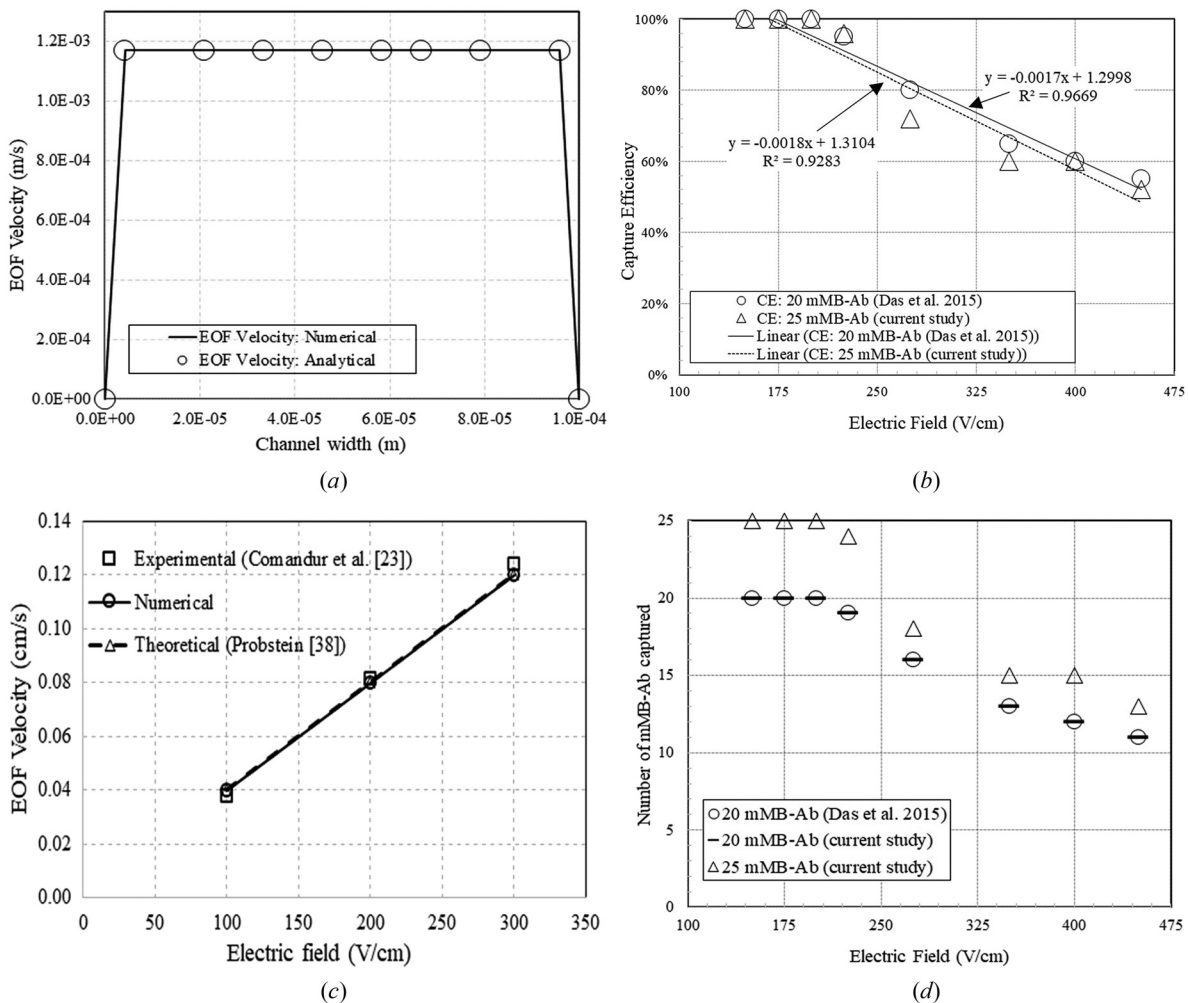 1.2E-03
1.0E-03
8.0E-04
6.0E-04
4.0E-04
2.0E-04
0.0E+00
EOF Velocity (m/s)
EOF Velocity: Numerical
EOF Velocity: Analytical
0.0E+00 2.0E-05 4.0E-05 6.0E-05 8.0E-05 1.0E-04
Channel width (m)
(a)
100%
80%
60%
40%
20%
0%
Capture Efficiency
y = -0.0017x + 1.2998
R² = 0.9669
y = -0.0018x + 1.3104
R² = 0.9283
CE: 20 mMB-Ab (Das et al. 2015)
CE: 25 mMB-Ab (current study)
Linear (CE: 20 mMB-Ab (Das et al. 2015))
Linear (CE: 25 mMB-Ab (current study))
100 175 250 325 400 475
Electric Field (V/cm)
(b)
0.14
0.12
0.10
0.08
0.06
0.04
0.02
0.00
EOF Velocity (cm/s)
Experimental (Comandur et al. [23])
Numerical
Theoretical (Probstein [38])
0 50 100 150 200 250 300 350
Electric field (V/cm)
(c)
25
20
15
10
5
0
Number of mMB-Ab captured
20 mMB-Ab (Das et al. 2015)
20 mMB-Ab (current study)
25 mMB-Ab (current study)
100 175 250 325 400 475
Electric Field (V/cm)
(d)